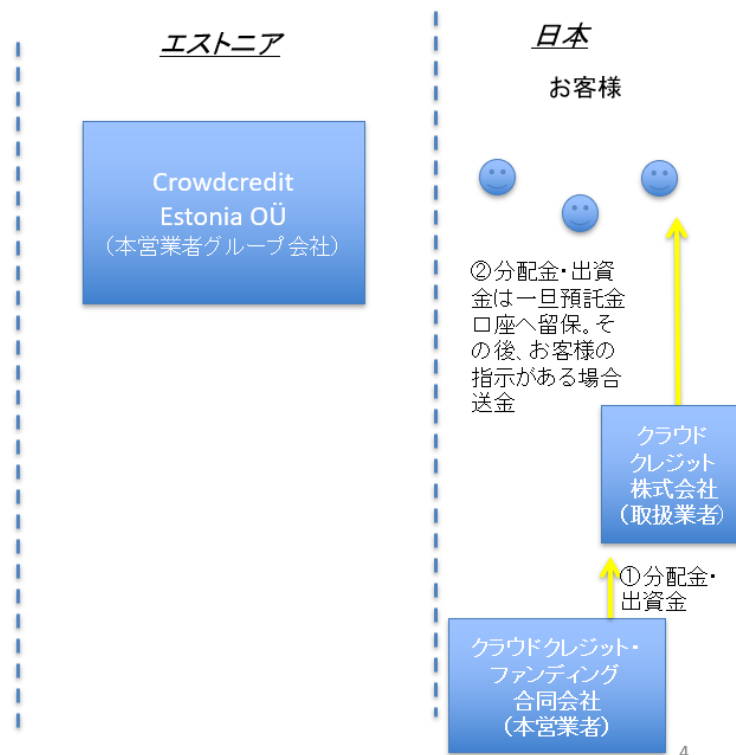 エストニア
日本
お客様
Crowdcredit
Estonia OÜ
（本営業者グループ会社）
②分配金・出資
金は一旦預託金
口座へ留保。そ
の後、お客様の
指示がある場合
送金
クラウド
クレジット
株式会社
（取扱業者）
①分配金・
出資金
クラウドクレジット・
ファンディング
合同会社
（本営業者）
4